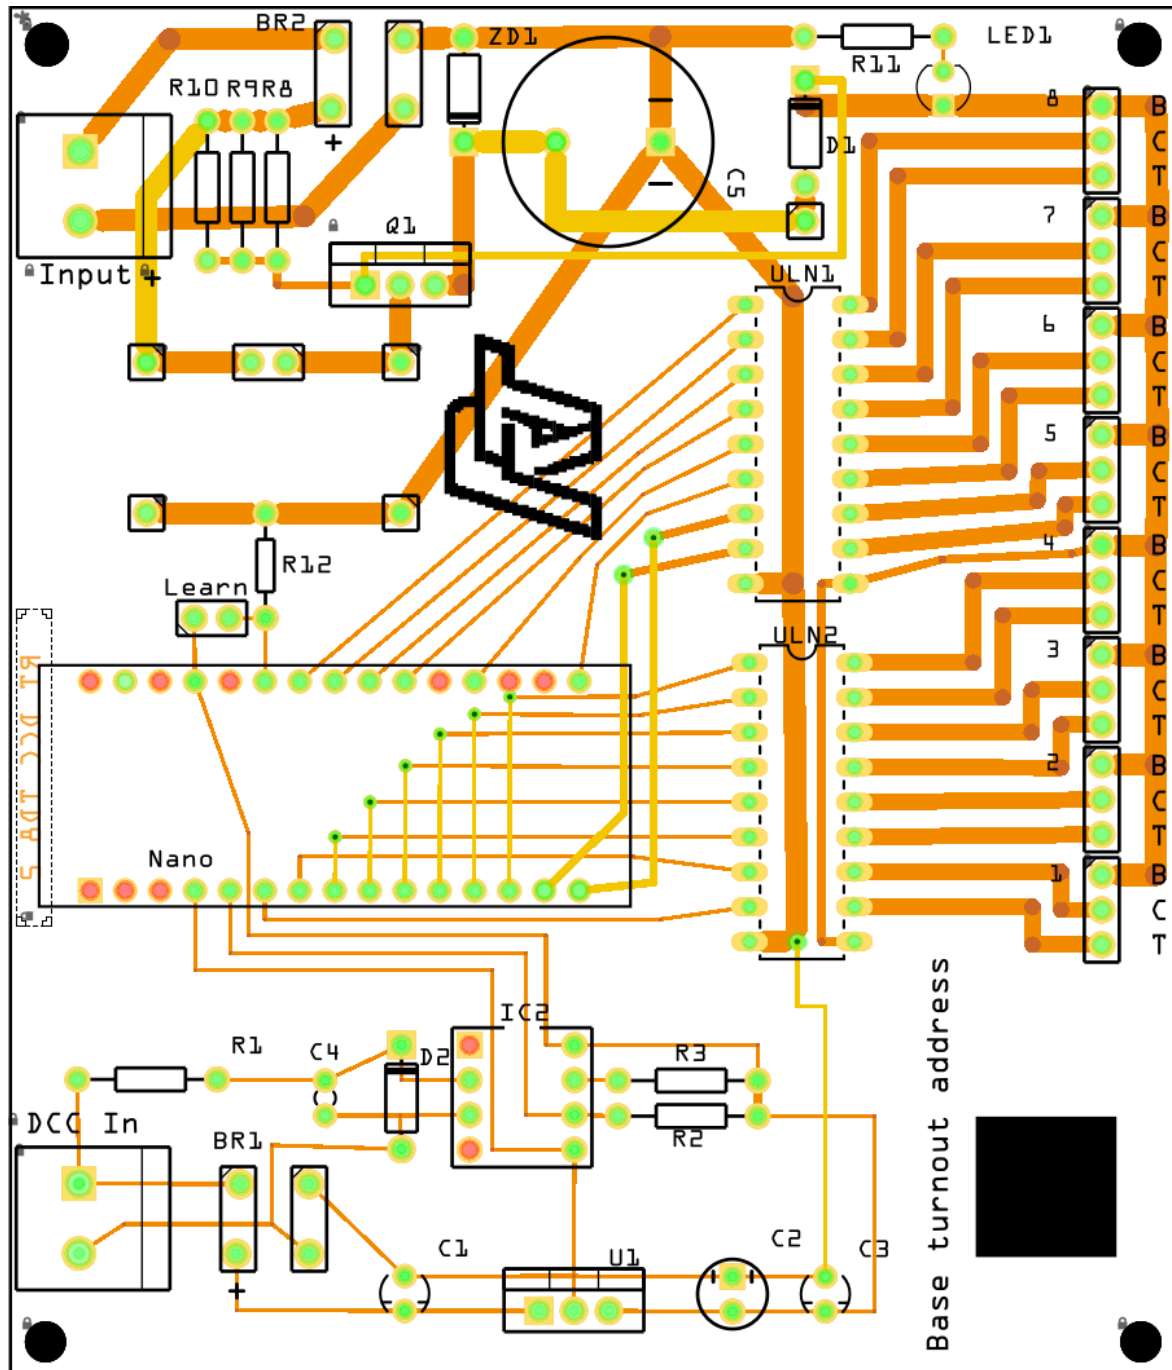 BR2
ZD1
LED1
R10 R9 R8
R11
8
B
C
T
+
D1
C5
7
B
C
T
Q1
Input +
ULN1
6
B
C
T
5
B
C
T
4
B
C
T
R12
Learn
ULN2
3
B
C
T
2
B
C
T
Nano
1
B
C
T
IC2
R1
C4
D2
R3
R2
DCC In
BR1
+
C1
U1
C2
C3
Base turnout address